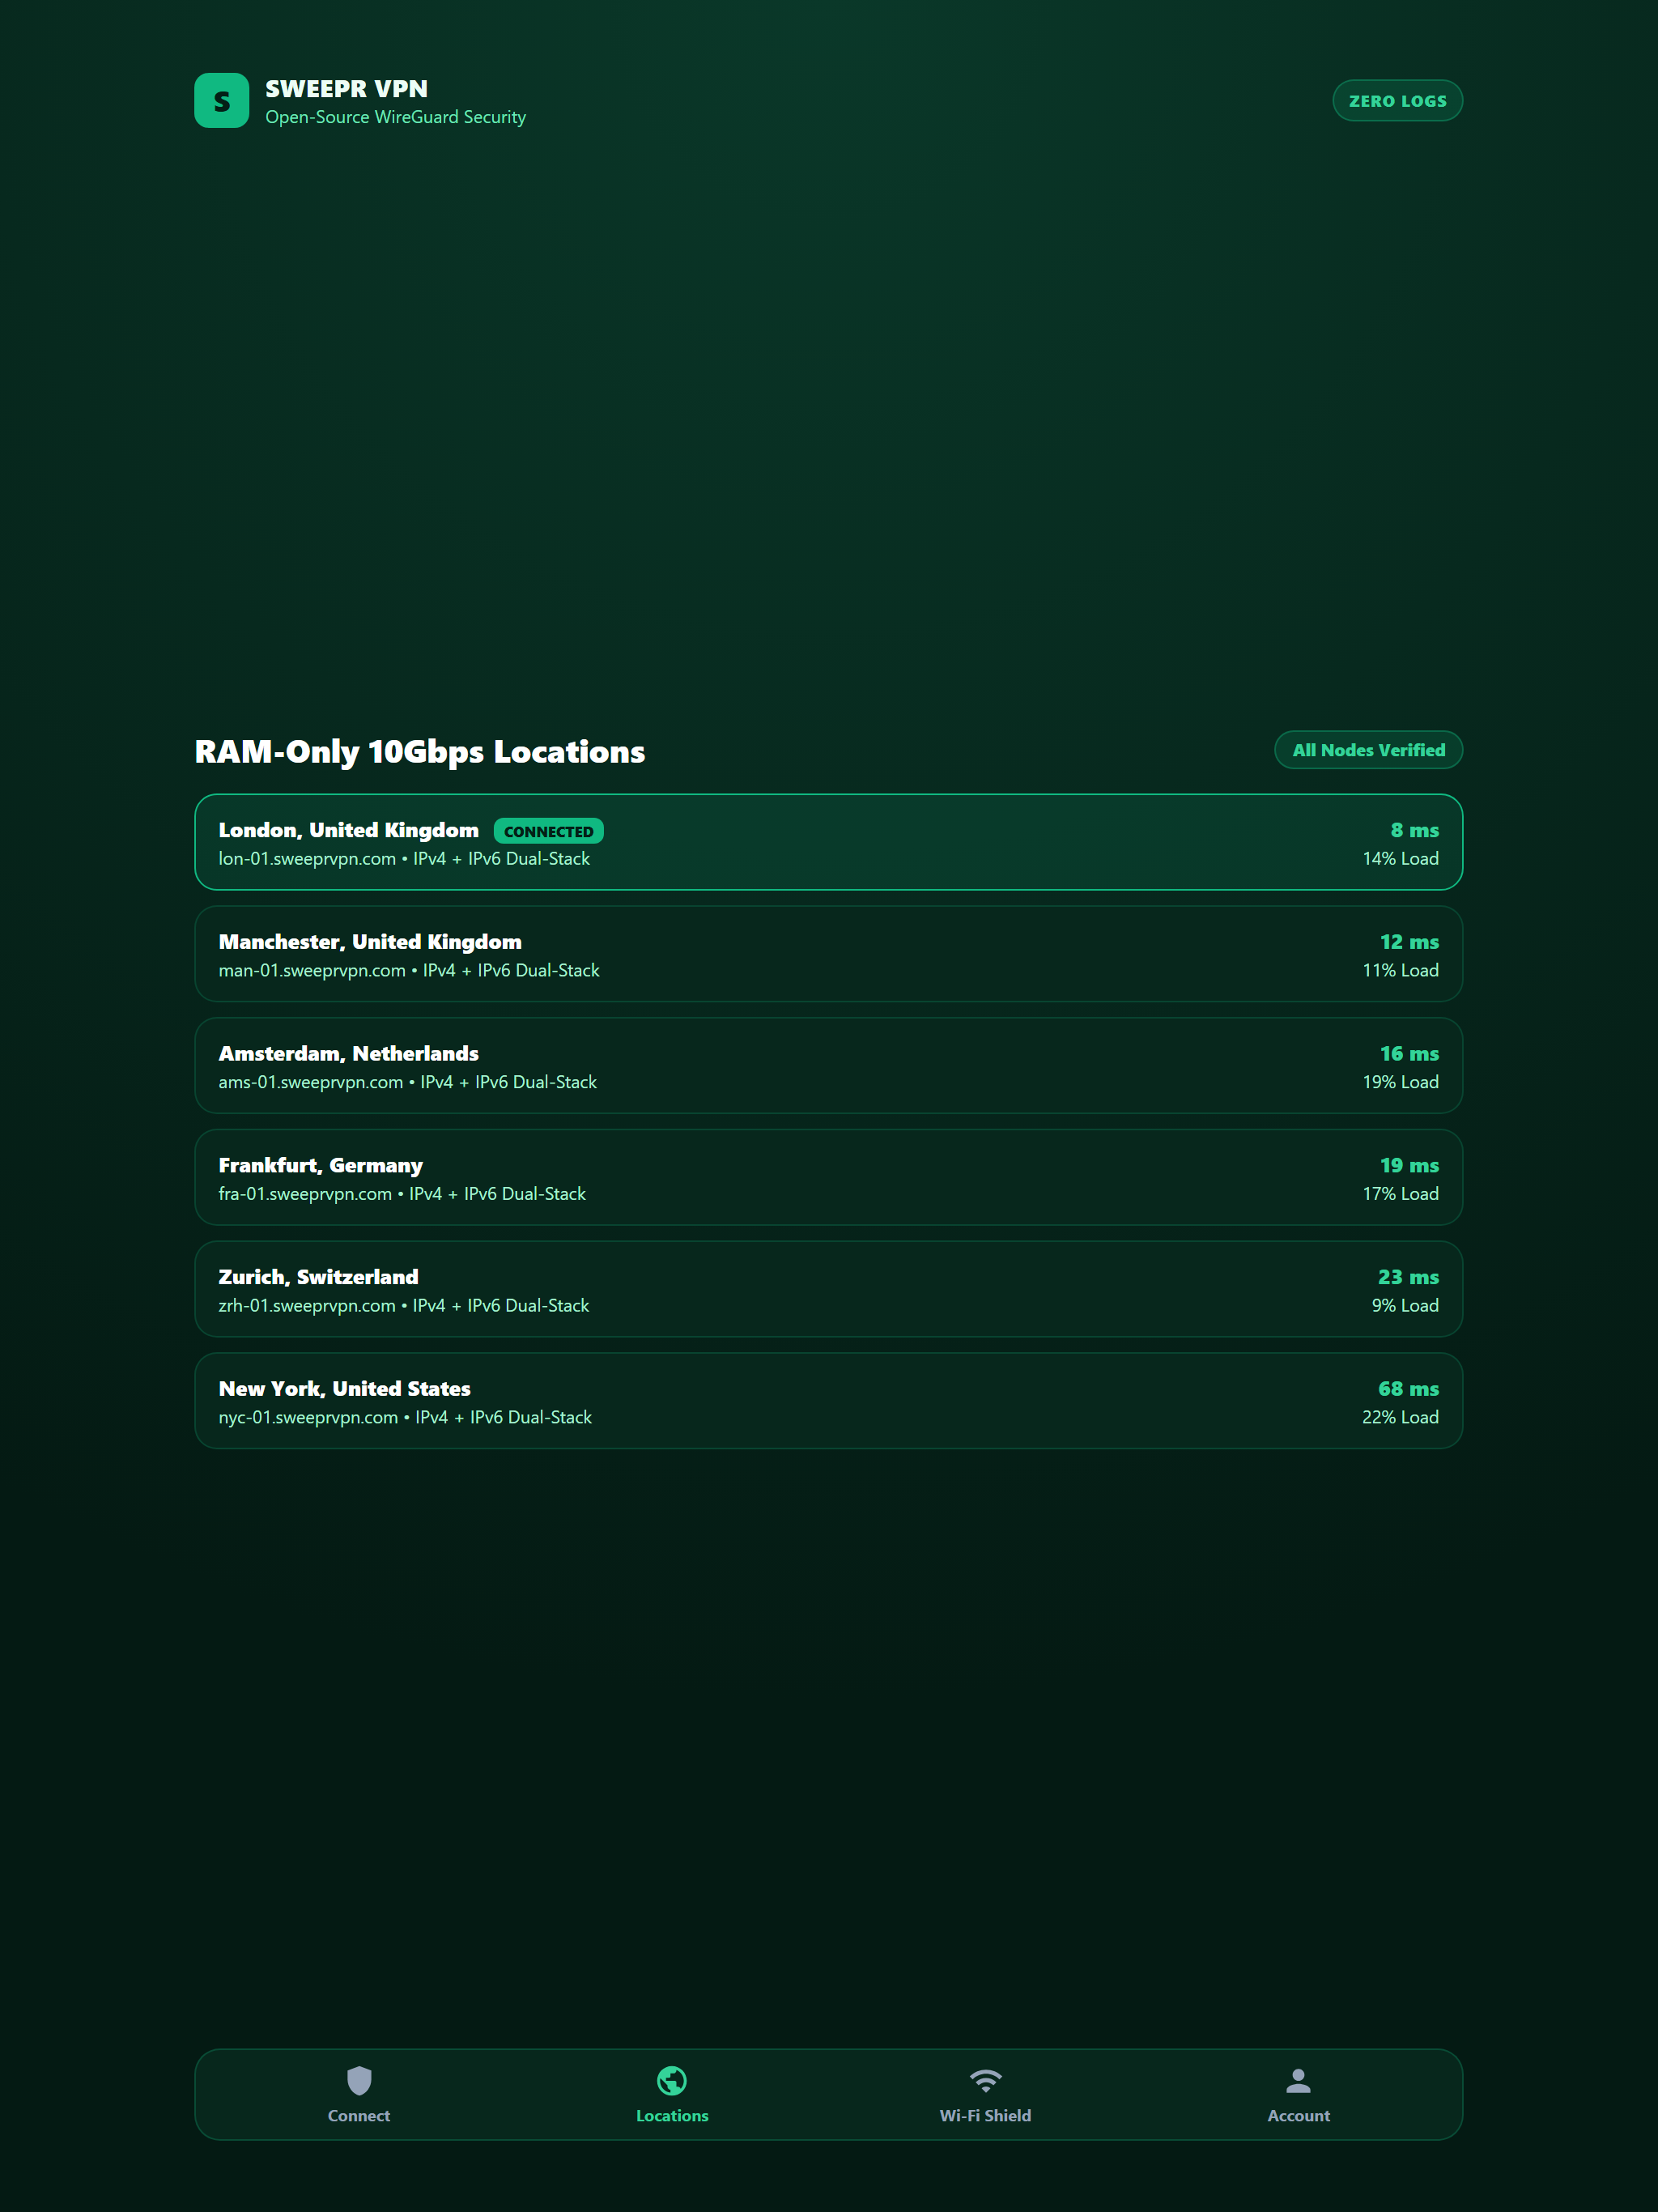 S
SWEEPR VPN
Open-Source WireGuard Security
ZERO LOGS
RAM-Only 10Gbps Locations
All Nodes Verified
London, United Kingdom CONNECTED
8 ms
lon-01.sweeprvpn.com • IPv4 + IPv6 Dual-Stack
14% Load
Manchester, United Kingdom
12 ms
man-01.sweeprvpn.com • IPv4 + IPv6 Dual-Stack
11% Load
Amsterdam, Netherlands
16 ms
ams-01.sweeprvpn.com • IPv4 + IPv6 Dual-Stack
19% Load
Frankfurt, Germany
19 ms
fra-01.sweeprvpn.com • IPv4 + IPv6 Dual-Stack
17% Load
Zurich, Switzerland
23 ms
zrh-01.sweeprvpn.com • IPv4 + IPv6 Dual-Stack
9% Load
New York, United States
68 ms
nyc-01.sweeprvpn.com • IPv4 + IPv6 Dual-Stack
22% Load
Connect
Locations
Wi-Fi Shield
Account